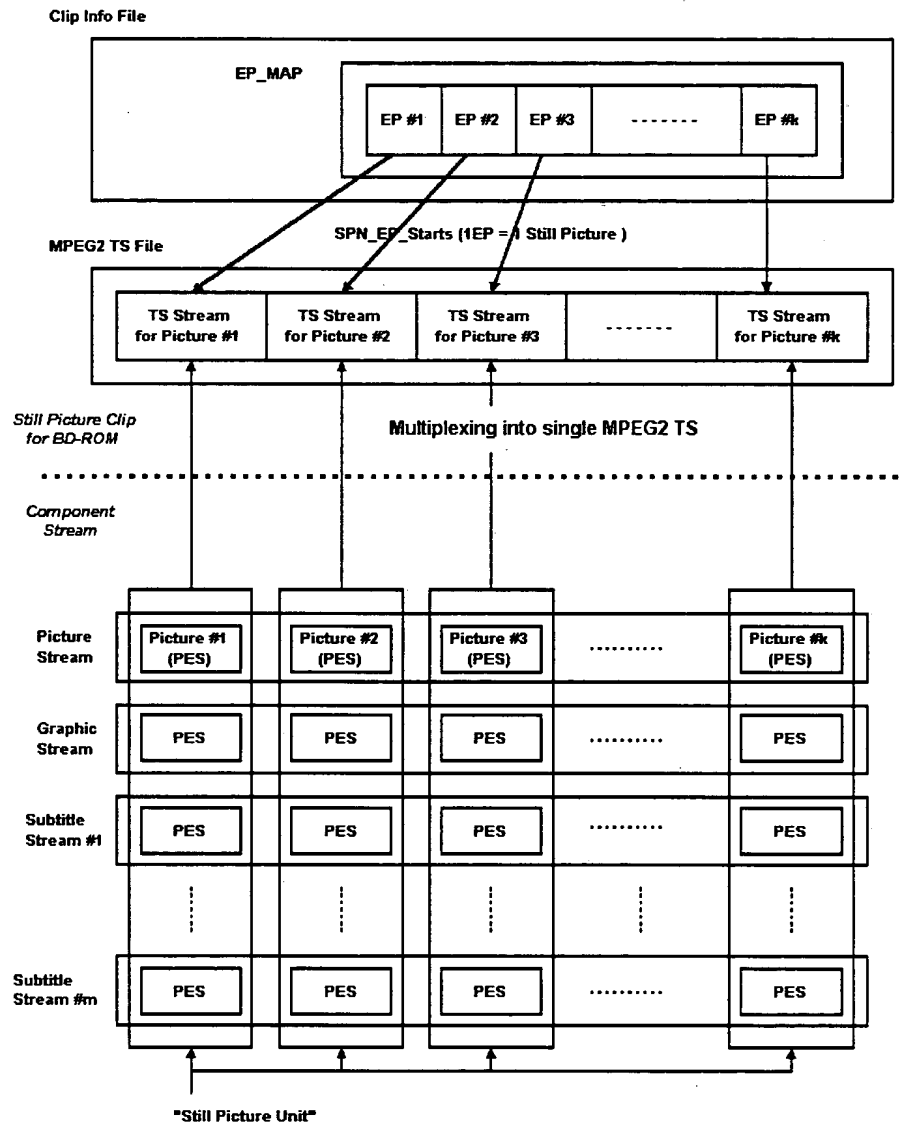 Clip Info File
EP_MAP
EP #1 EP #2 EP #3 ------- EP #k
SPN_EP_Starts (1EP = 1 Still Picture )
MPEG2 TS File
TS Stream for Picture #1
TS Stream for Picture #2
TS Stream for Picture #3
-------
TS Stream for Picture #k
Still Picture Clip
for BD-ROM
Multiplexing into single MPEG2 TS
Component
Stream
Picture
Stream
Picture #1
(PES)
Picture #2
(PES)
Picture #3
(PES)
..........
Picture #k
(PES)
Graphic
Stream
PES PES PES .......... PES
Subtitle
Stream #1
PES PES PES .......... PES
Subtitle
Stream #m
PES PES PES .......... PES
"Still Picture Unit"